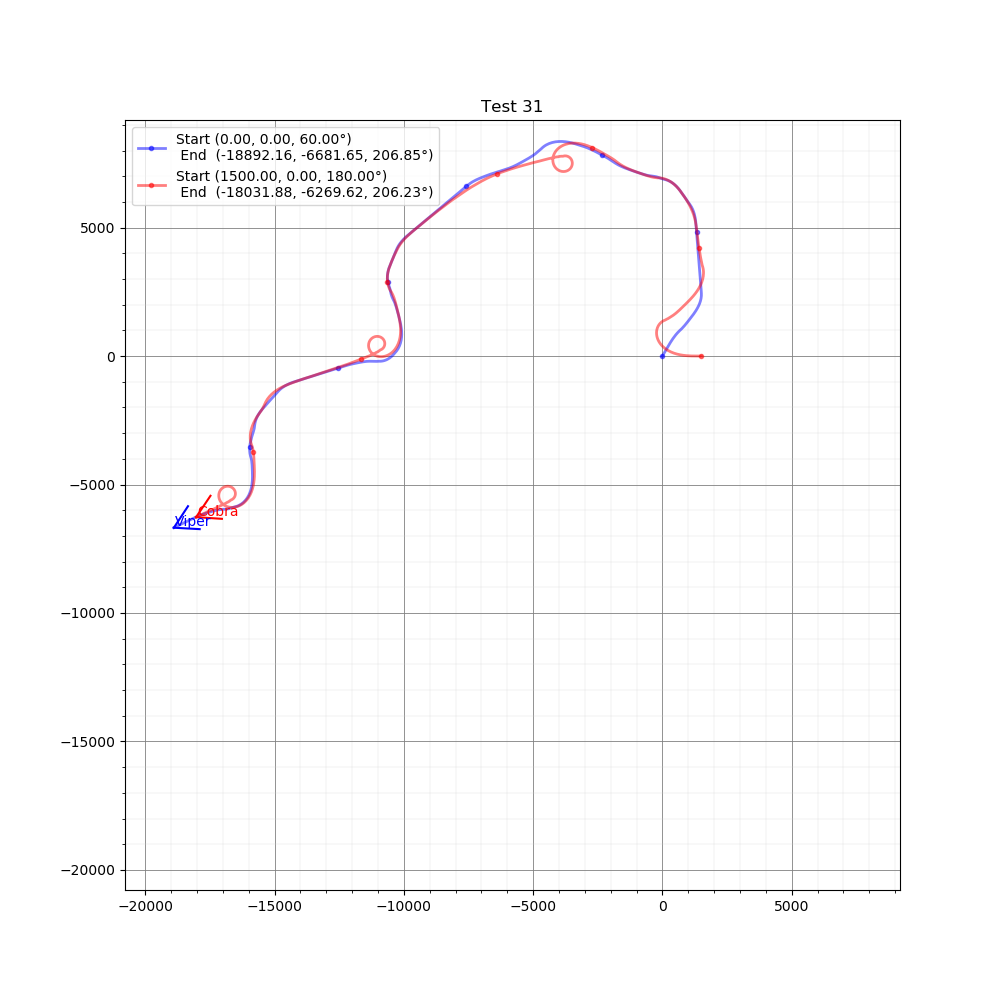 Test 31
Start (0.00, 0.00, 60.00°)
End  (-18892.16, -6681.65, 206.85°)
Start (1500.00, 0.00, 180.00°)
End  (-18031.88, -6269.62, 206.23°)
5000
0
−5000
−10000
−15000
−20000
Cobra
Viper
−20000
−15000
−10000
−5000
0
5000